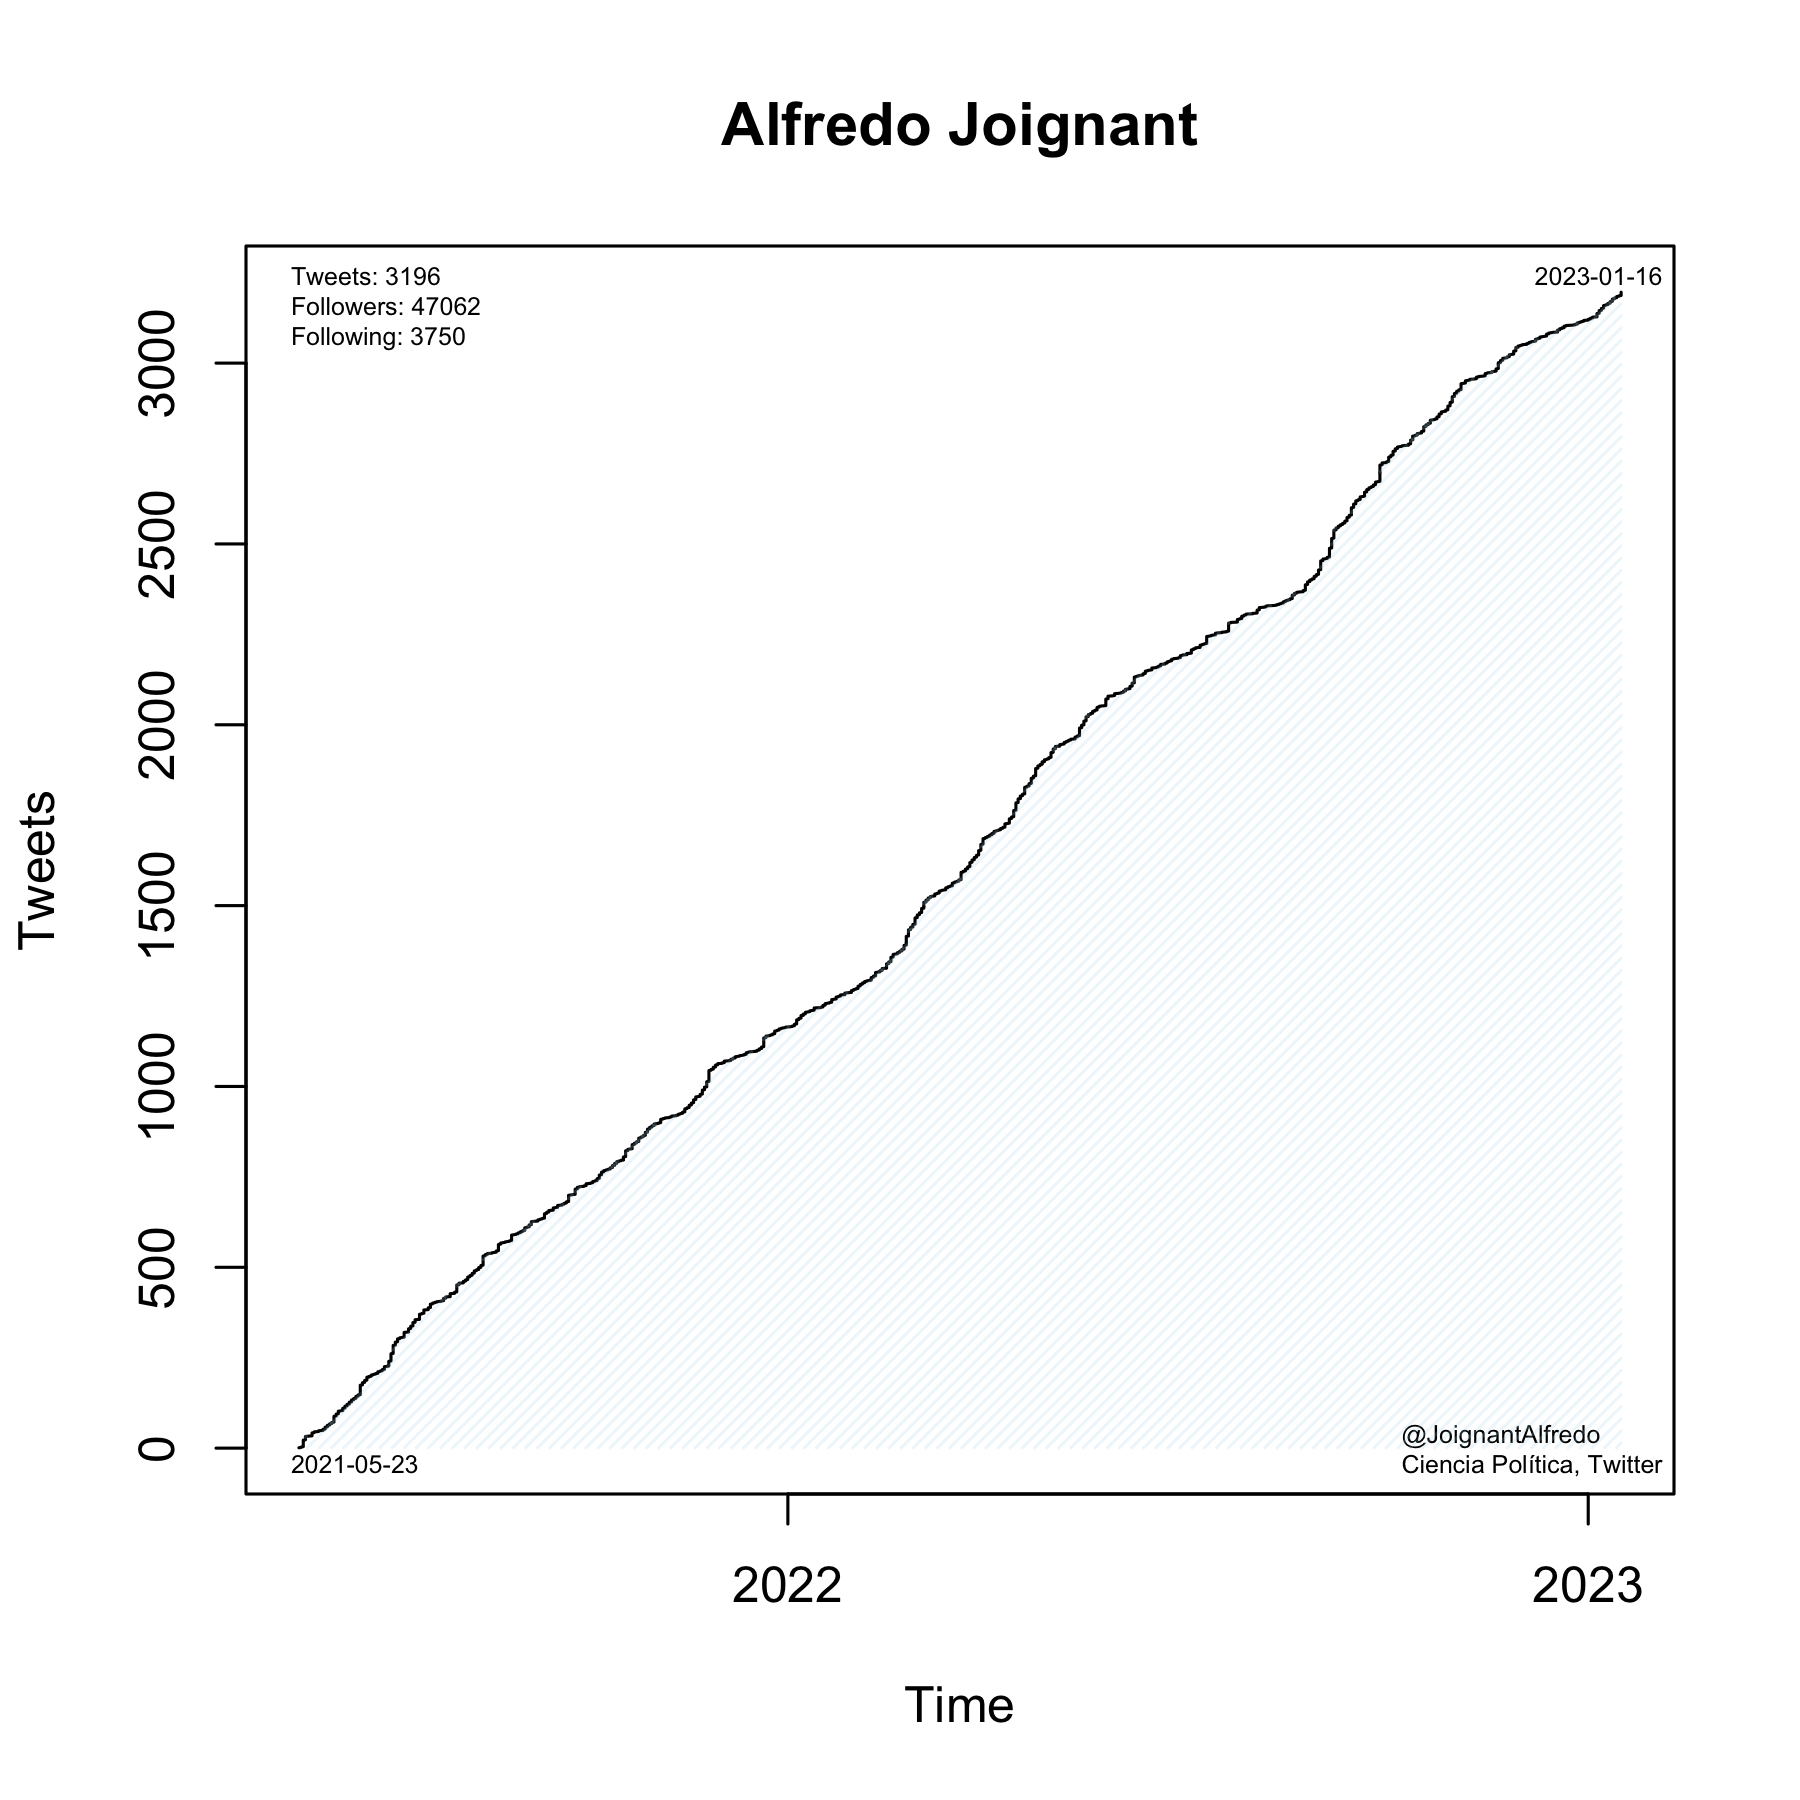 Alfredo Joignant
Tweets: 3196
Followers: 47062
Following: 3750
2023-01-16
3000
2500
2000
1500
1000
500
0
Tweets
@JoignantAlfredo
2021-05-23
Ciencia Política, Twitter
2022
2023
Time